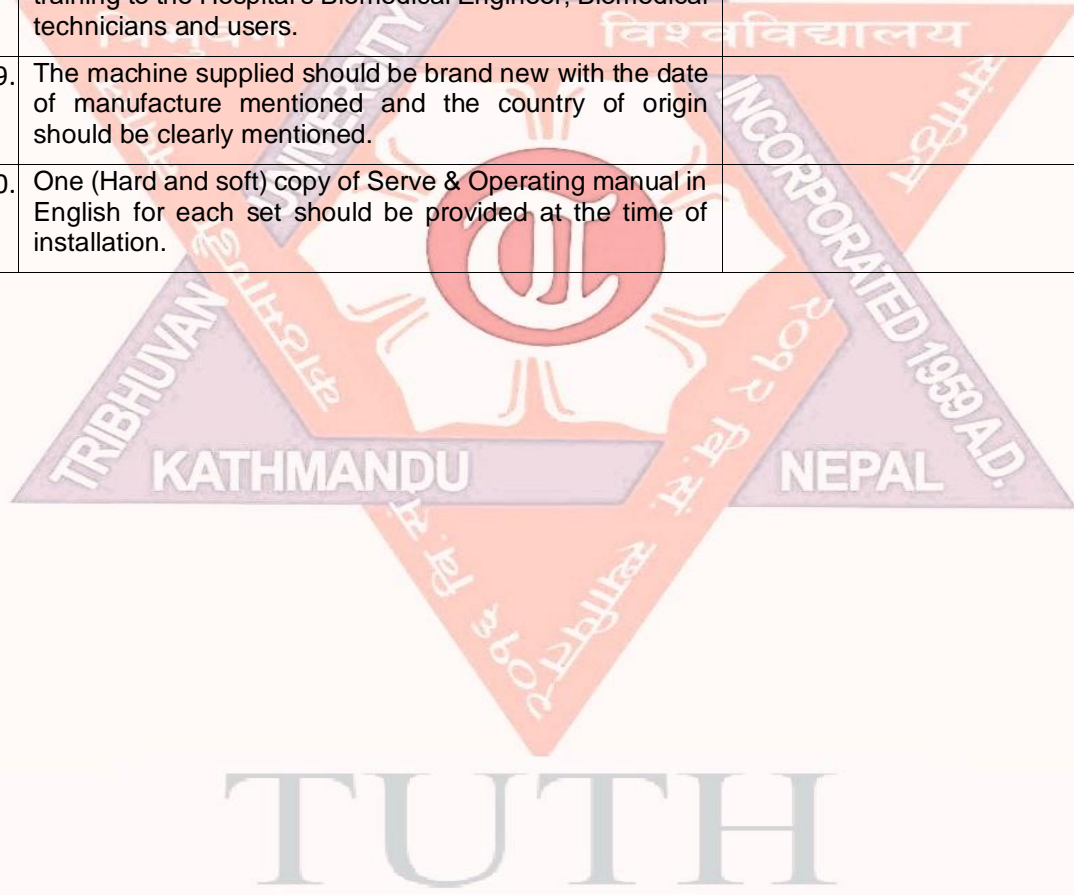 training to the Hospital's Biomedical Engineer, Biomedical
technicians and users.
9. The machine supplied should be brand new with the date
of manufacture mentioned and the country of origin
should be clearly mentioned.
0. One (Hard and soft) copy of Serve & Operating manual in
English for each set should be provided at the time of
installation.
त्रिभुवन
विश्वविद्यालय
TRIBHUVAN
UNIVERSITY
INCORPORATED 1959 A.D.
KATHMANDU
NEPAL
TUTH